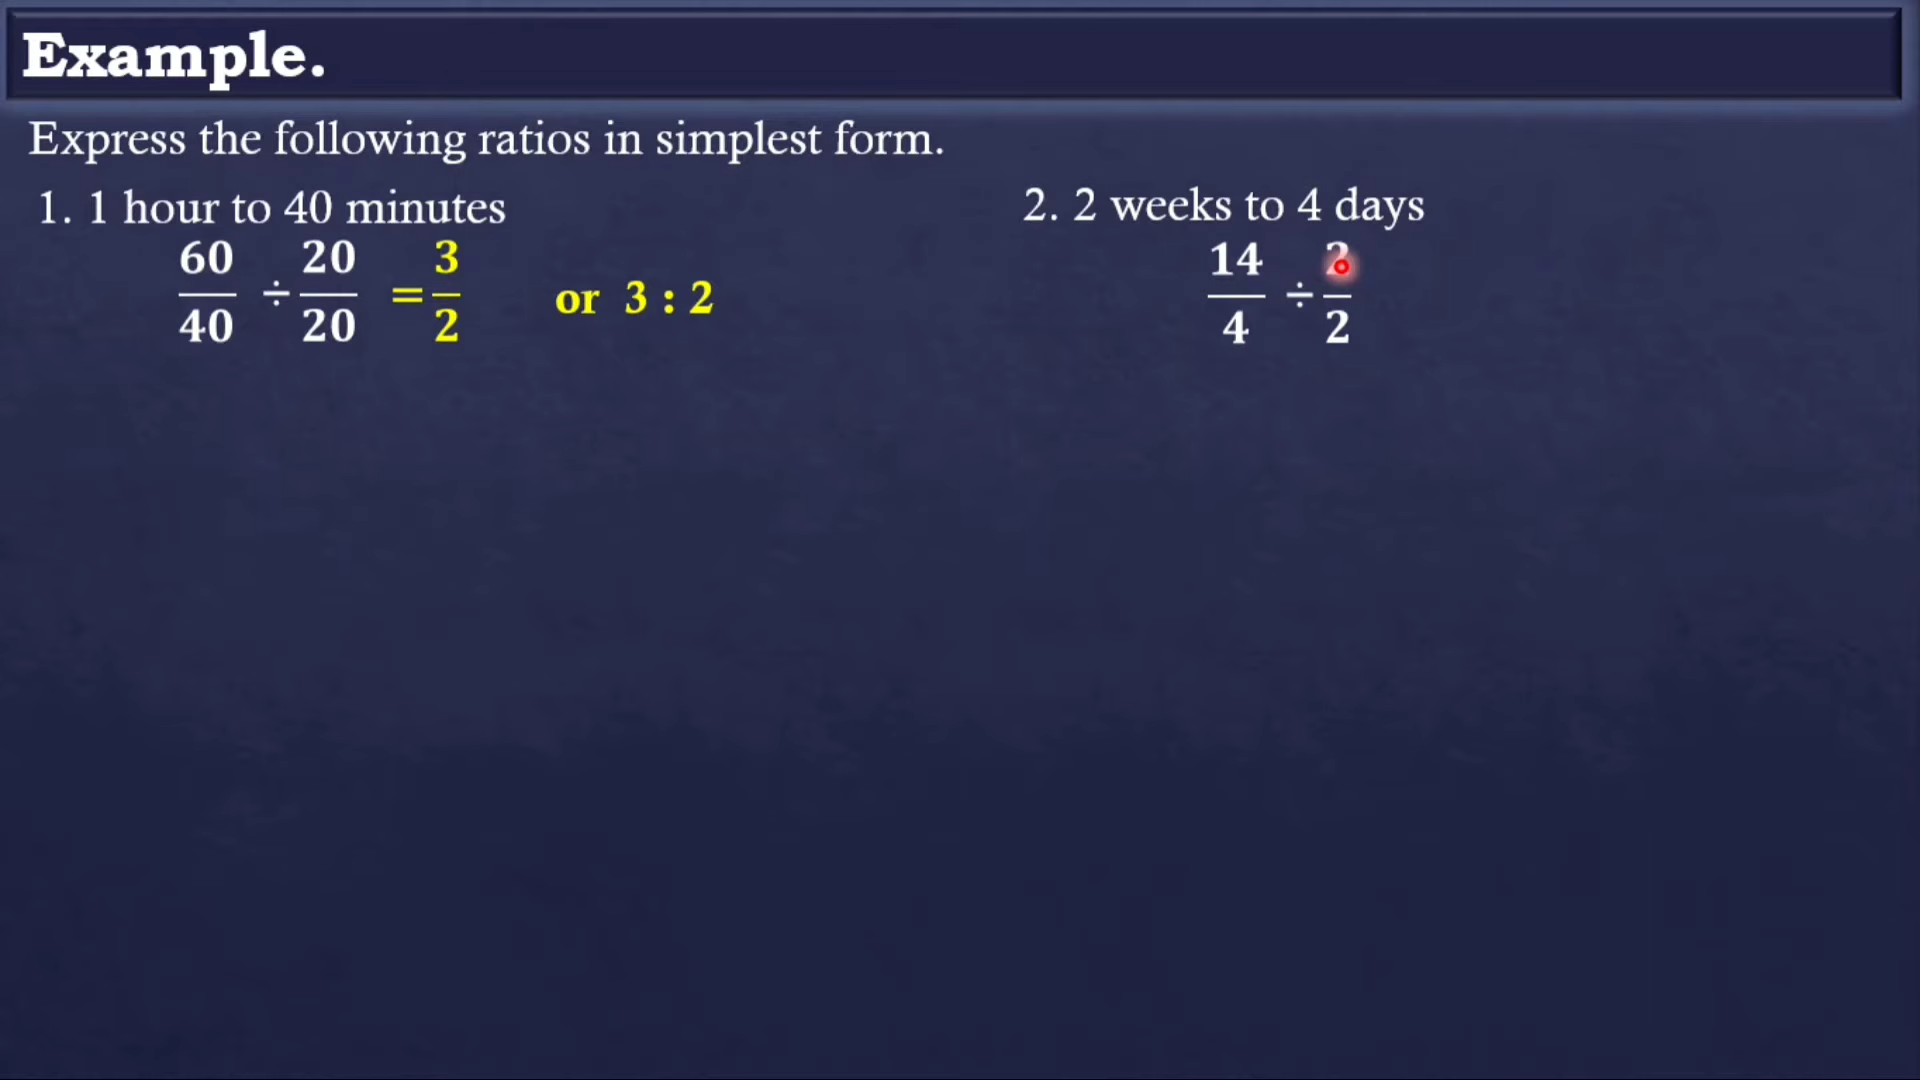 Example.
Express the following ratios in simplest form.
1. 1 hour to 40 minutes
60/40 ÷ 20/20 = 3/2 or 3 : 2
2. 2 weeks to 4 days
14/4 ÷ 2/2